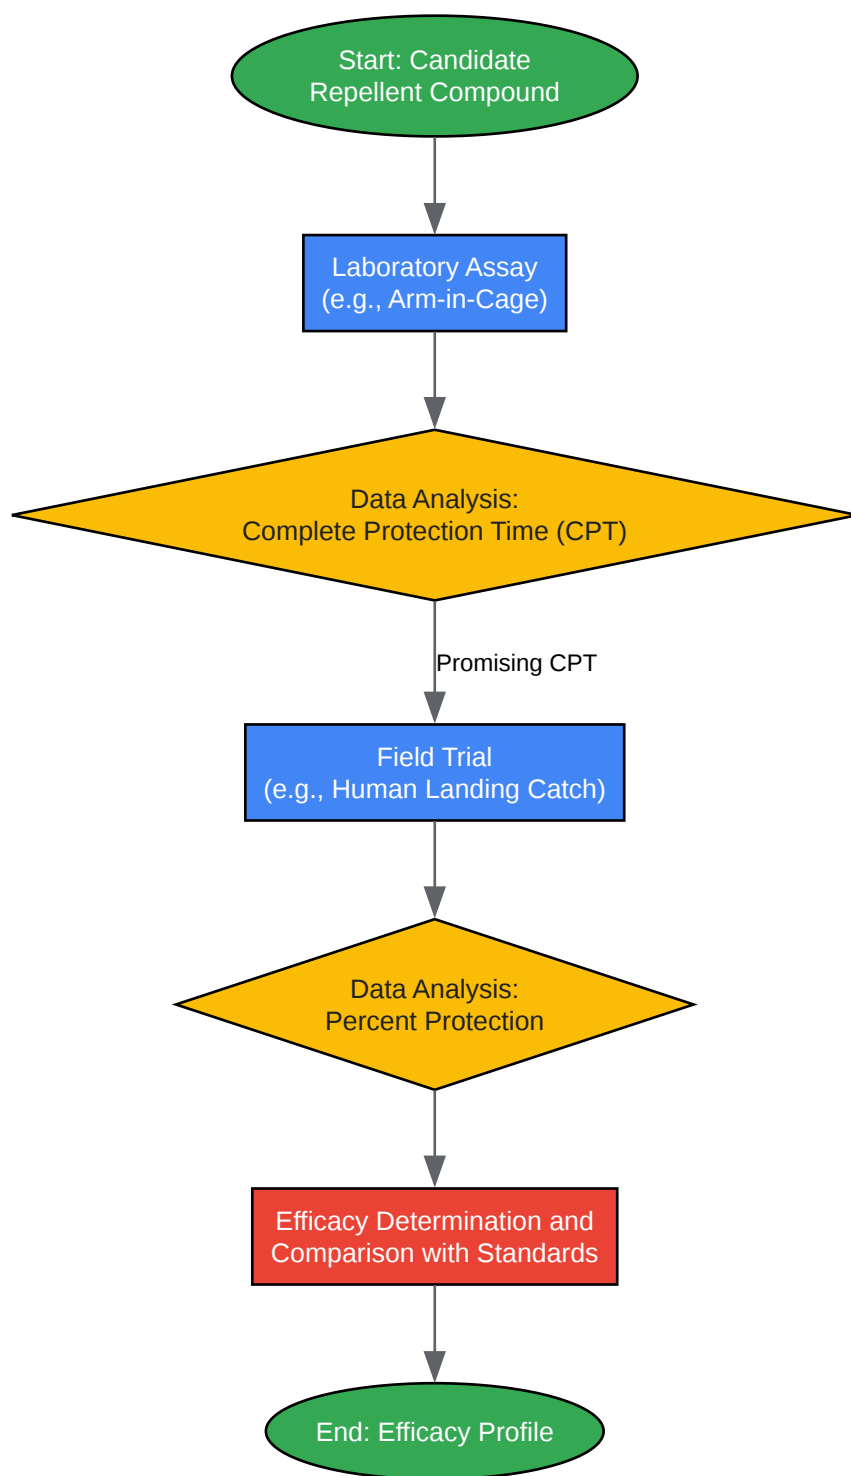 Start: Candidate
Repellent Compound
Laboratory Assay
(e.g., Arm-in-Cage)
Data Analysis:
Complete Protection Time (CPT)
Promising CPT
Field Trial
(e.g., Human Landing Catch)
Data Analysis:
Percent Protection
Efficacy Determination and
Comparison with Standards
End: Efficacy Profile